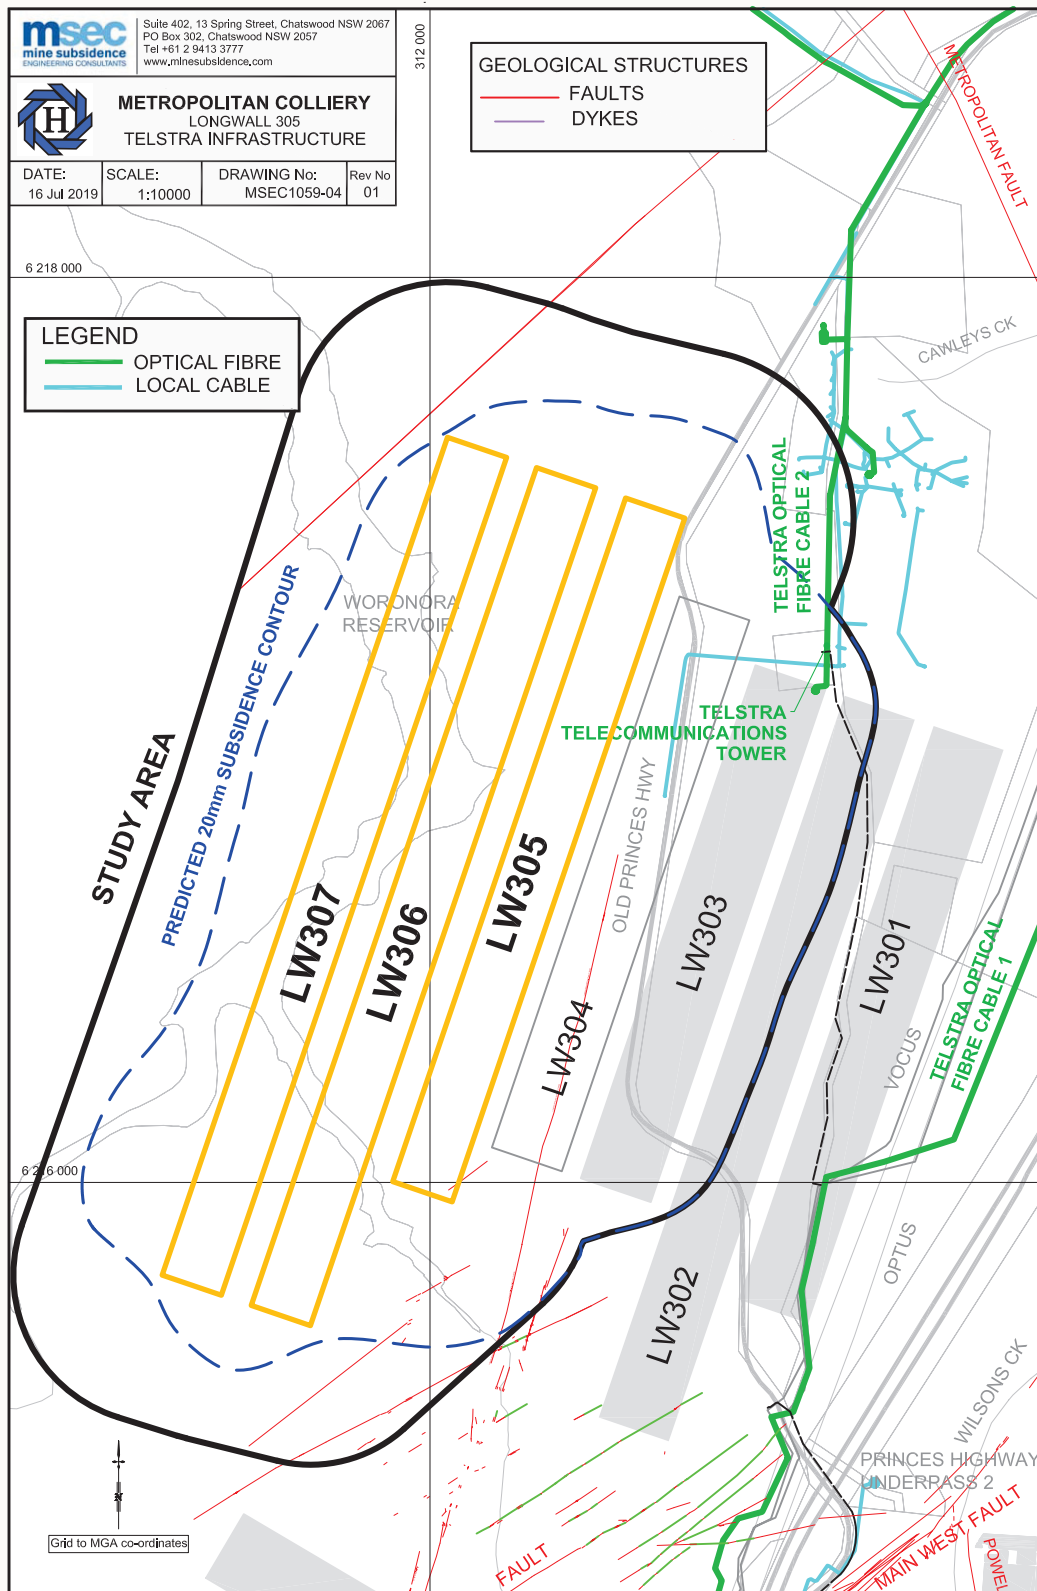 msec
mine subsidence
ENGINEERING CONSULTANTS
Suite 402, 13 Spring Street, Chatswood NSW 2067
PO Box 302, Chatswood NSW 2057
Tel +61 2 9413 3777
www.minesubsidence.com
H
METROPOLITAN COLLIERY
LONGWALL 305
TELSTRA INFRASTRUCTURE
DATE:
16 Jul 2019
SCALE:
1:10000
DRAWING No:
MSEC1059-04
Rev No
01
312 000
GEOLOGICAL STRUCTURES
FAULTS
DYKES
METROPOLITAN FAULT
6 218 000
LEGEND
OPTICAL FIBRE
LOCAL CABLE
CAWLEYS CK
TELSTRA OPTICAL
FIBRE CABLE 2
WORONORA
RESERVOIR
PREDICTED 20mm SUBSIDENCE CONTOUR
STUDY AREA
TELSTRA
TELECOMMUNICATIONS
TOWER
OLD PRINCES HWY
LW307
LW306
LW305
LW304
LW303
LW301
TELSTRA OPTICAL
FIBRE CABLE 1
VOCUS
6 216 000
OPTUS
LW302
WILSONS CK
PRINCES HIGHWAY
UNDERPASS 2
MAIN WEST FAULT
FAULT
POWEL
N
Grid to MGA co-ordinates